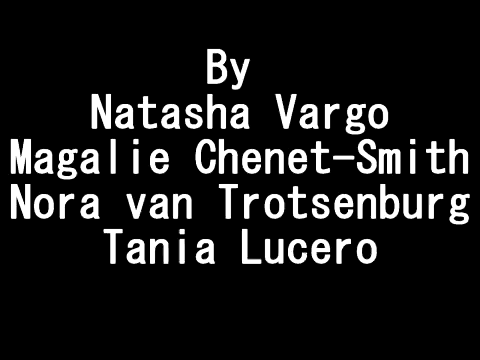 By
Natasha Vargo
Magalie Chenet-Smith
Nora van Trotsenburg
Tania Lucero